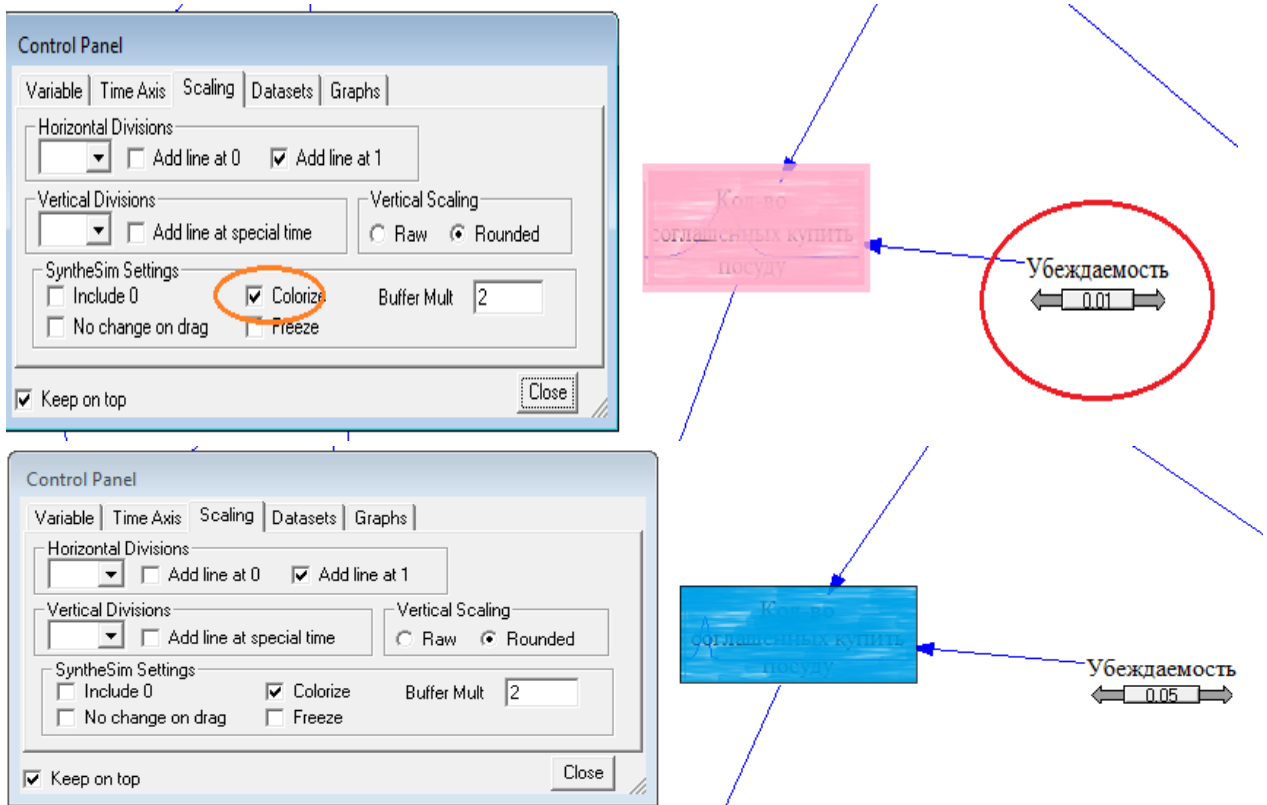 Control Panel
Variable Time Axis Scaling Datasets Graphs
Horizontal Divisions
Add line at 0 Add line at 1
Vertical Divisions Vertical Scaling
Add line at special time Raw Rounded
SyntheSim Settings
Include 0 Colorize Buffer Mult 2
No change on drag Freeze
Keep on top Close
Кол-во
соглашенных купить
посуду
Убеждаемость
0.01
Control Panel
Variable Time Axis Scaling Datasets Graphs
Horizontal Divisions
Add line at 0 Add line at 1
Vertical Divisions Vertical Scaling
Add line at special time Raw Rounded
SyntheSim Settings
Include 0 Colorize Buffer Mult 2
No change on drag Freeze
Keep on top Close
Кол-во
соглашенных купить
посуду
Убеждаемость
0.05